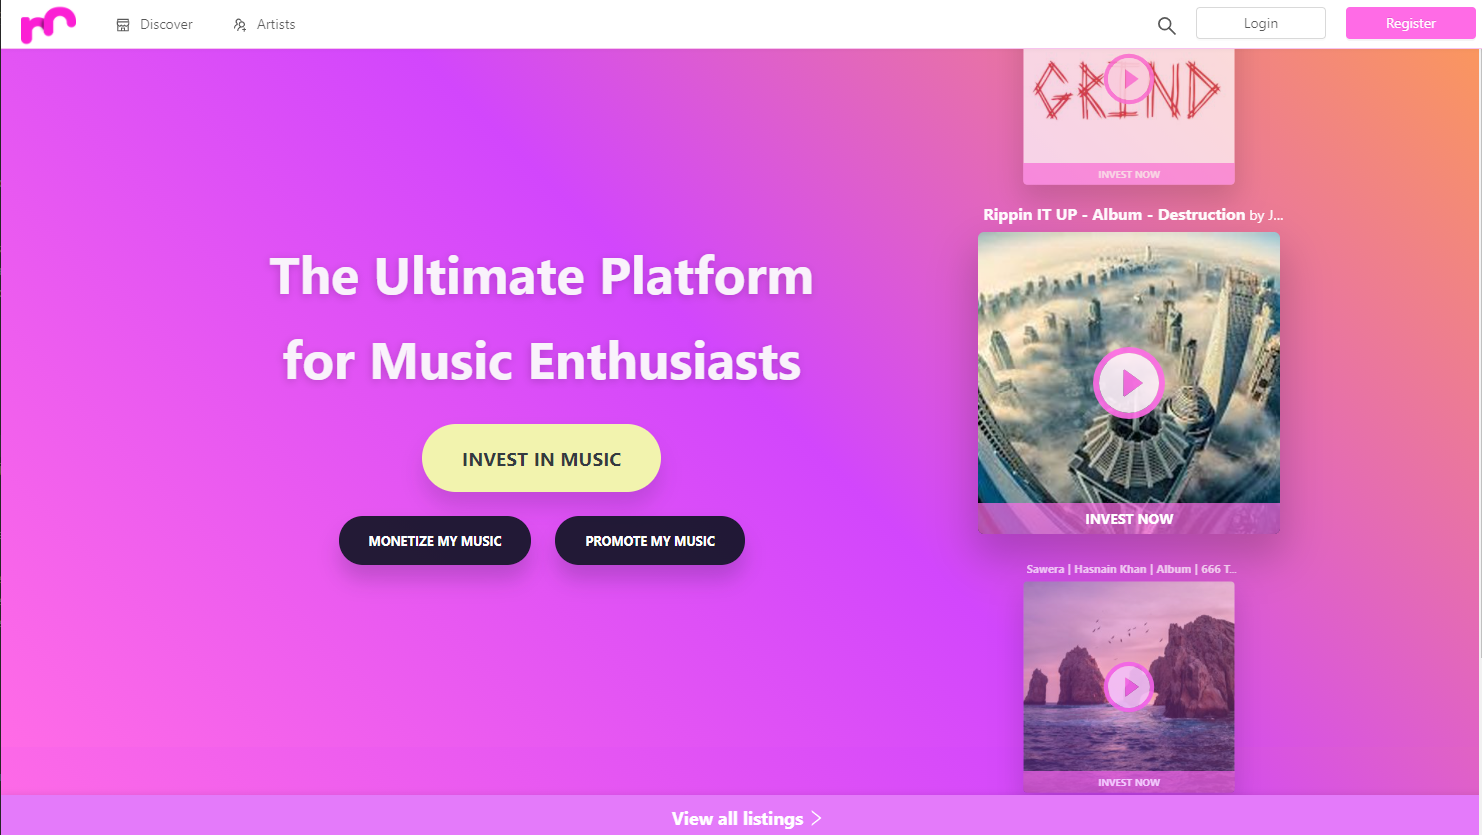 Discover
Artists
Login
Register
The Ultimate Platform
for Music Enthusiasts
INVEST IN MUSIC
MONETIZE MY MUSIC
PROMOTE MY MUSIC
GRIND
INVEST NOW
Rippin IT UP - Album - Destruction by J...
INVEST NOW
Sawera | Hasnain Khan | Album | 666 T...
INVEST NOW
View all listings